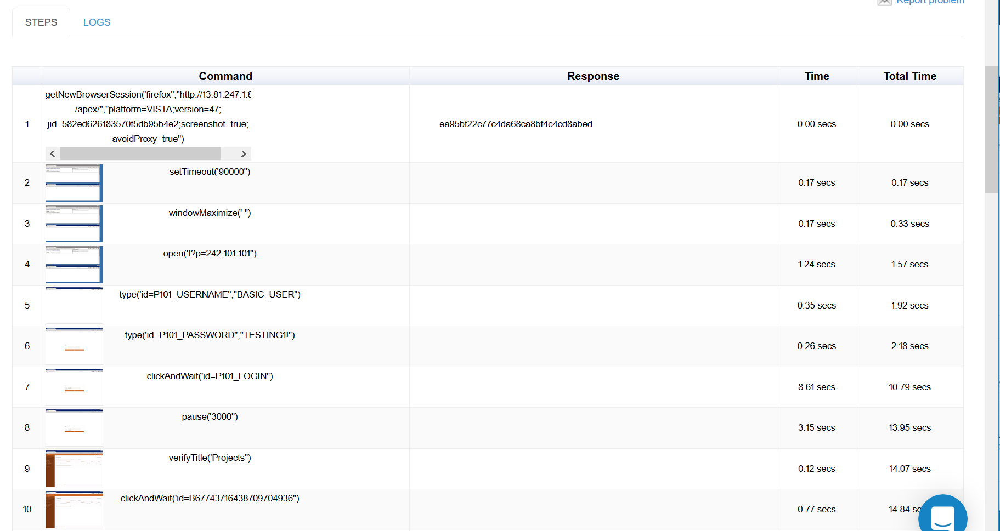 Report problem
STEPS LOGS
Command Response Time Total Time
getNewBrowserSession('firefox","http://13.81.247.1:8
/apex/","platform=VISTA;version=47;
1 jid=582ed626183570f5db95b4e2;screenshot=true; ea95bf22c77c4da68ca8bf4c4cd8abed 0.00 secs 0.00 secs
avoidProxy=true")
setTimeout('90000")
2 0.17 secs 0.17 secs
windowMaximize(' ")
3 0.17 secs 0.33 secs
open('f?p=242:101:101")
4 1.24 secs 1.57 secs
type('id=P101_USERNAME","BASIC_USER")
5 0.35 secs 1.92 secs
type('id=P101_PASSWORD","TESTING1!")
6 0.26 secs 2.18 secs
clickAndWait('id=P101_LOGIN")
7 8.61 secs 10.79 secs
pause('3000")
8 3.15 secs 13.95 secs
verifyTitle('Projects")
9 0.12 secs 14.07 secs
clickAndWait('id=B67743716438709704936")
10 0.77 secs 14.84 se